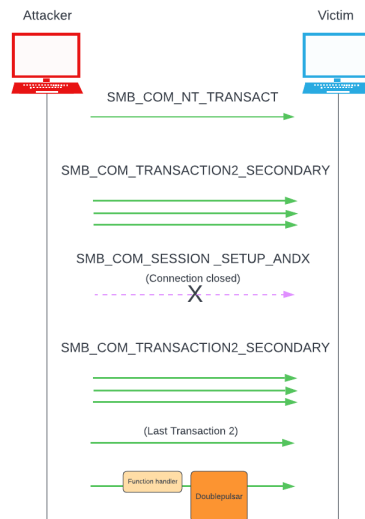 Attacker
Victim
SMB_COM_NT_TRANSACT
SMB_COM_TRANSACTION2_SECONDARY
SMB_COM_SESSION _SETUP_ANDX
(Connection closed)
X
SMB_COM_TRANSACTION2_SECONDARY
(Last Transaction 2)
Function handler
Doublepulsar